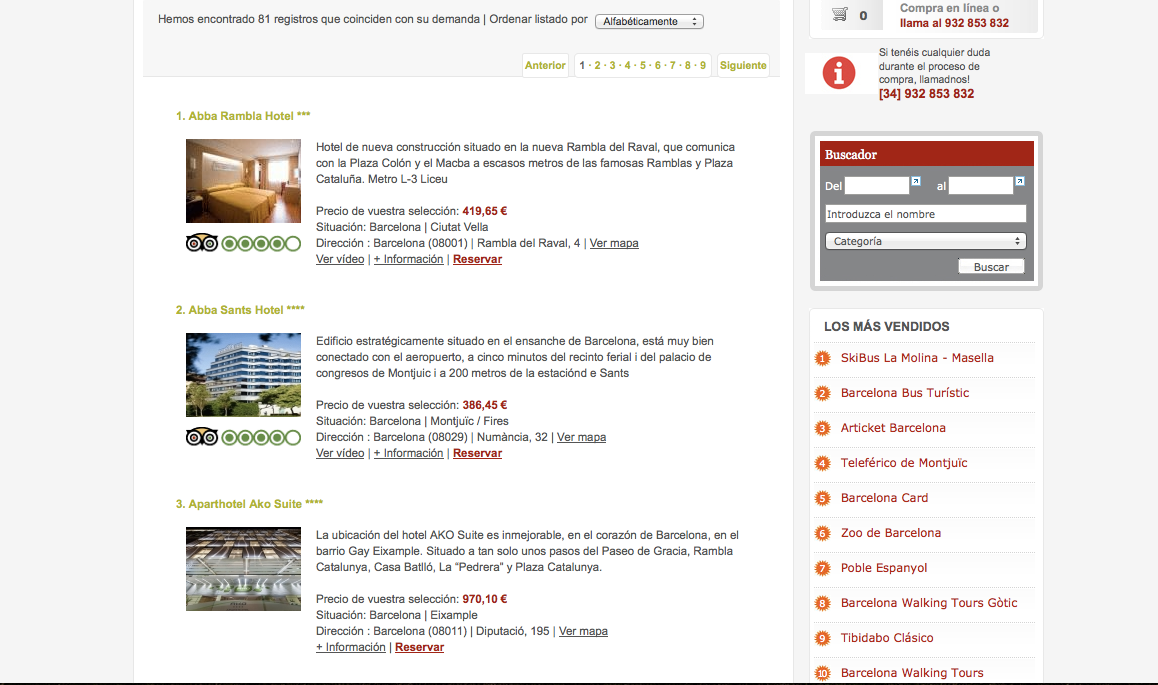 Hemos encontrado 81 registros que coinciden con su demanda | Ordenar listado por Alfabéticamente
Anterior 1 · 2 · 3 · 4 · 5 · 6 · 7 · 8 · 9 Siguiente
1. Abba Rambla Hotel ***
Hotel de nueva construcción situado en la nueva Rambla del Raval, que comunica
con la Plaza Colón y el Macba a escasos metros de las famosas Ramblas y Plaza
Cataluña. Metro L-3 Liceu
Precio de vuestra selección: 419,65 €
Situación: Barcelona | Ciutat Vella
Dirección : Barcelona (08001) | Rambla del Raval, 4 | Ver mapa
Ver vídeo | + Información | Reservar
2. Abba Sants Hotel ****
Edificio estratégicamente situado en el ensanche de Barcelona, está muy bien
conectado con el aeropuerto, a cinco minutos del recinto ferial i del palacio de
congresos de Montjuic i a 200 metros de la estaciónd e Sants
Precio de vuestra selección: 386,45 €
Situación: Barcelona | Montjuïc / Fires
Dirección : Barcelona (08029) | Numància, 32 | Ver mapa
Ver vídeo | + Información | Reservar
3. Aparthotel Ako Suite ****
La ubicación del hotel AKO Suite es inmejorable, en el corazón de Barcelona, en el
barrio Gay Eixample. Situado a tan solo unos pasos del Paseo de Gracia, Rambla
Catalunya, Casa Batlló, La “Pedrera” y Plaza Catalunya.
Precio de vuestra selección: 970,10 €
Situación: Barcelona | Eixample
Dirección : Barcelona (08011) | Diputació, 195 | Ver mapa
+ Información | Reservar
0
Compra en línea o
llama al 932 853 832
Si tenéis cualquier duda
durante el proceso de
compra, llamadnos!
[34] 932 853 832
Buscador
Del al
Introduzca el nombre
Categoría
Buscar
LOS MÁS VENDIDOS
1 SkiBus La Molina - Masella
2 Barcelona Bus Turístic
3 Articket Barcelona
4 Teleférico de Montjuïc
5 Barcelona Card
6 Zoo de Barcelona
7 Poble Espanyol
8 Barcelona Walking Tours Gòtic
9 Tibidabo Clásico
10 Barcelona Walking Tours